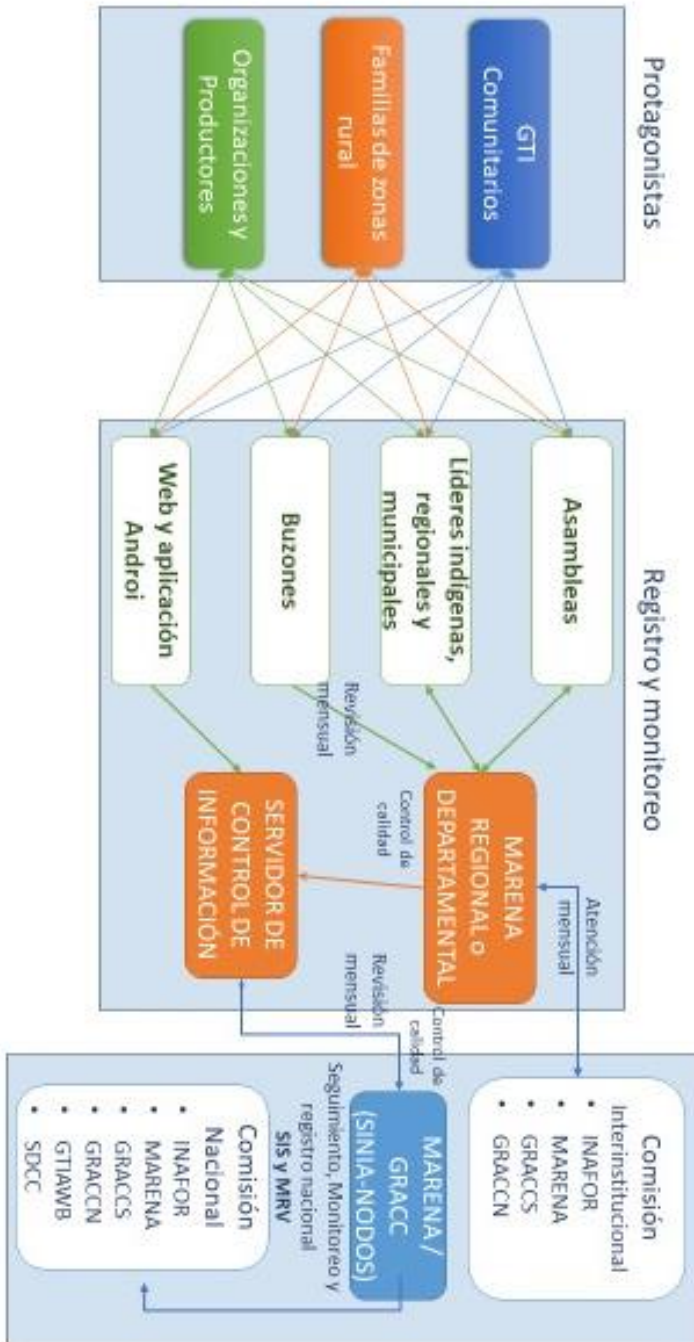 Protagonistas
GTI
Comunitarios
Familias de zonas
rural
Organizaciones y
Productores
Registro y monitoreo
Asambleas
Líderes indígenas,
regionales y
municipales
Buzones
Web y aplicación
Androi
Revisión
mensual
MARENA
REGIONAL o
DEPARTAMENTAL
Control de
calidad
SERVIDOR DE
CONTROL DE
INFORMACIÓN
Atención
mensual
Revisión
mensual
Control de
calidad
Comisión
Interinstitucional
• INAFOR
• MARENA
• GRACCS
• GRACCN
MARENA /
GRACC
(SINIA-NODOS)
Seguimiento, Monitoreo y
registro nacional
SIS y MRV
Comisión
Nacional
• INAFOR
• MARENA
• GRACCS
• GRACCN
• GTIAWB
• SDCC